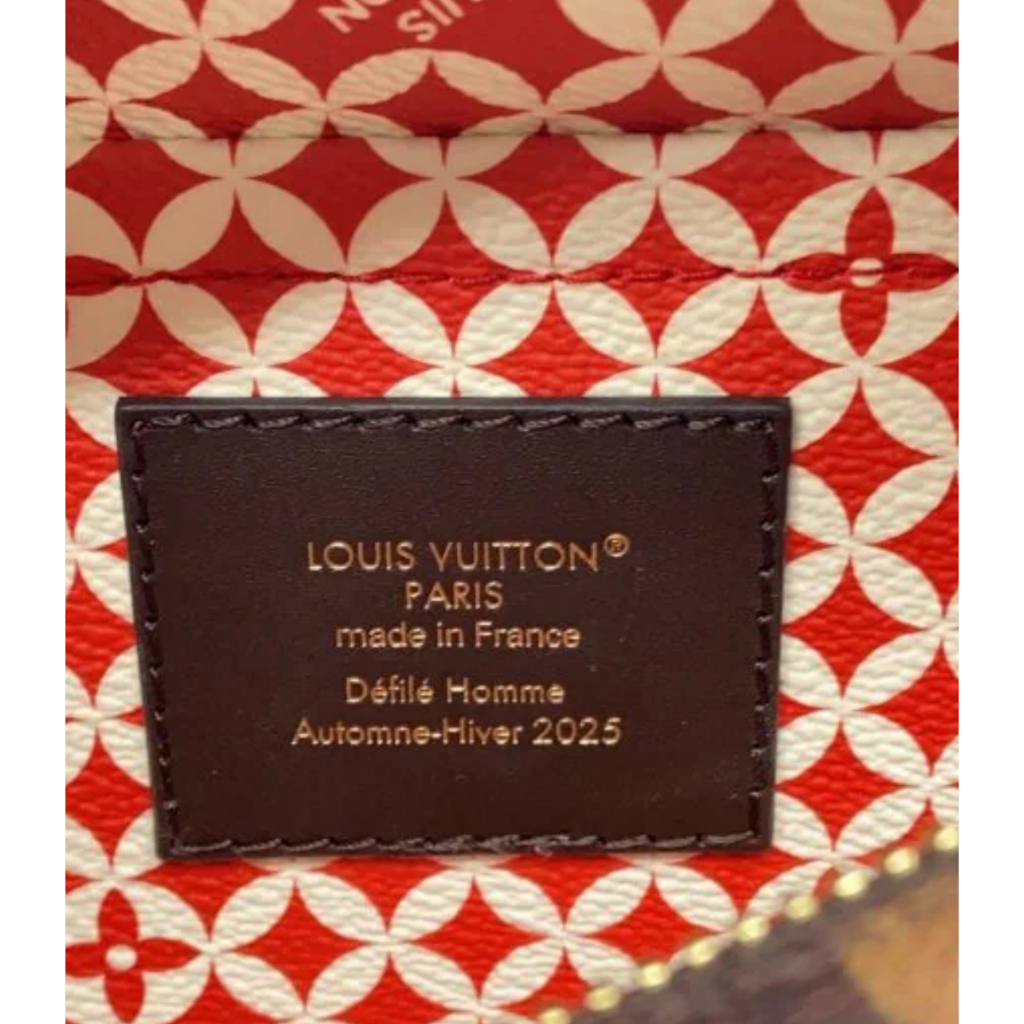 LOUIS VUITTON®
PARIS
made in France
Défilé Homme
Automne-Hiver 2025